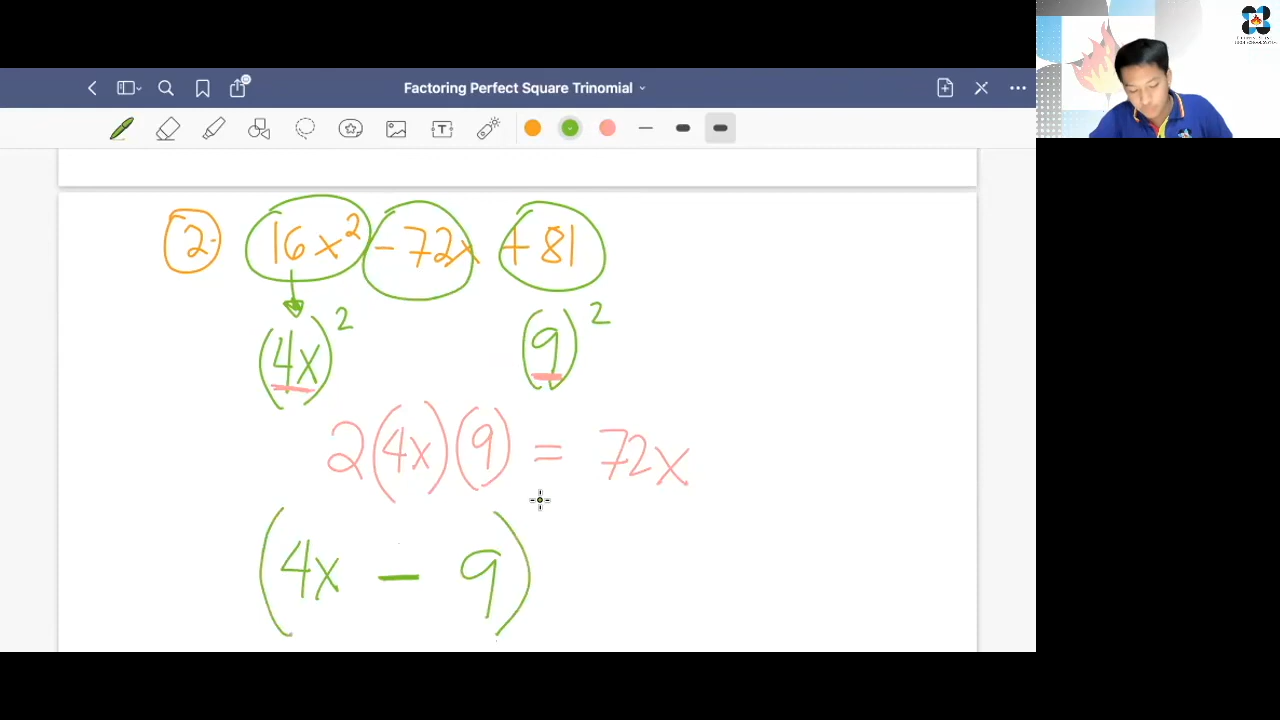 Factoring Perfect Square Trinomial
T
2. 16x² - 72x + 81
(4x)² (9)²
2(4x)(9) = 72x
(4x - 9)